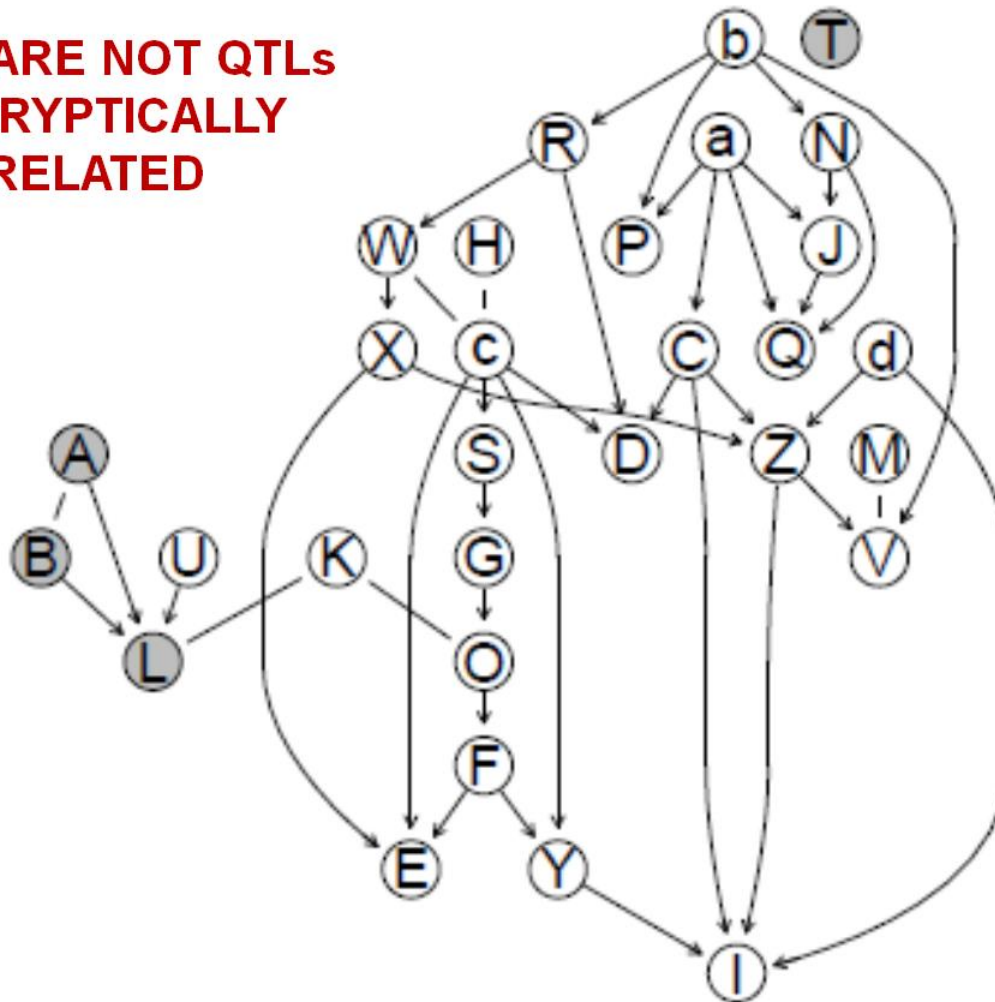 ARE NOT QTLs
RYPTICALLY
RELATED
b T
R a N
W H P J
X c C Q d
A S D Z M
B U K G V
L O
F
E Y
I